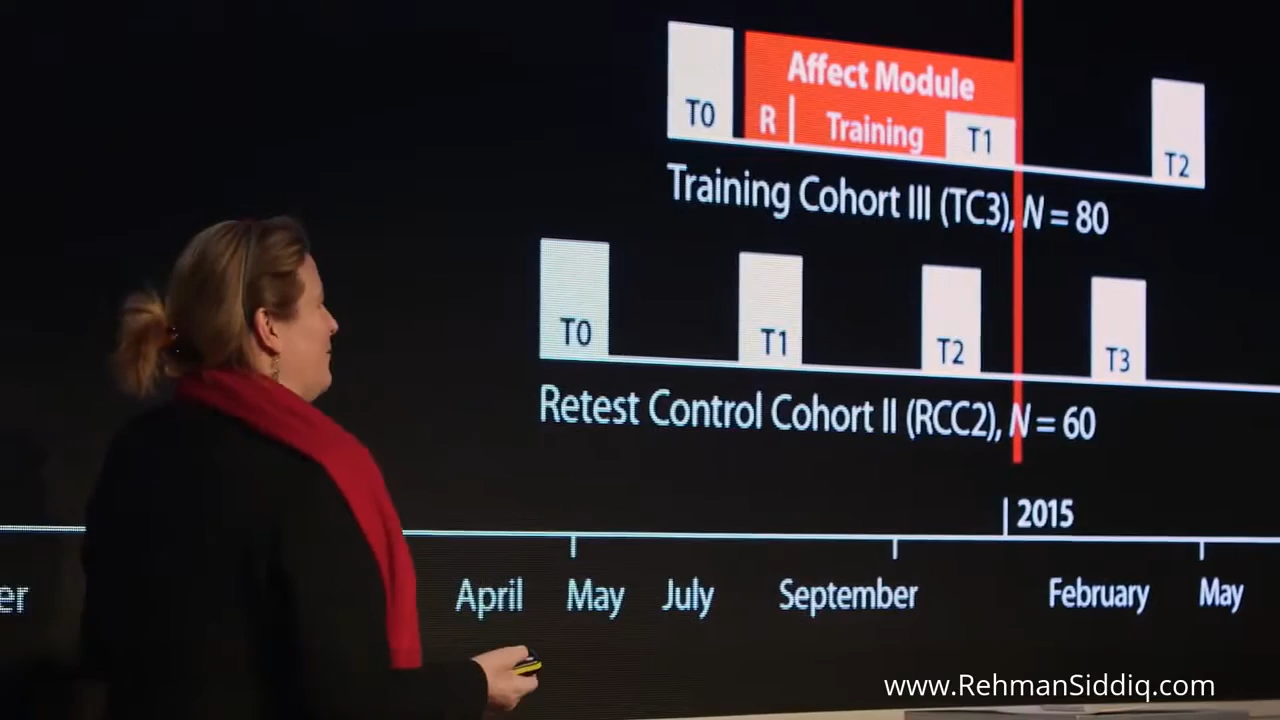 Affect Module
T0 R Training T1 T2
Training Cohort III (TC3), N = 80
T0 T1 T2 T3
Retest Control Cohort II (RCC2), N = 60
2015
er April May July September February May
www.RehmanSiddiq.com